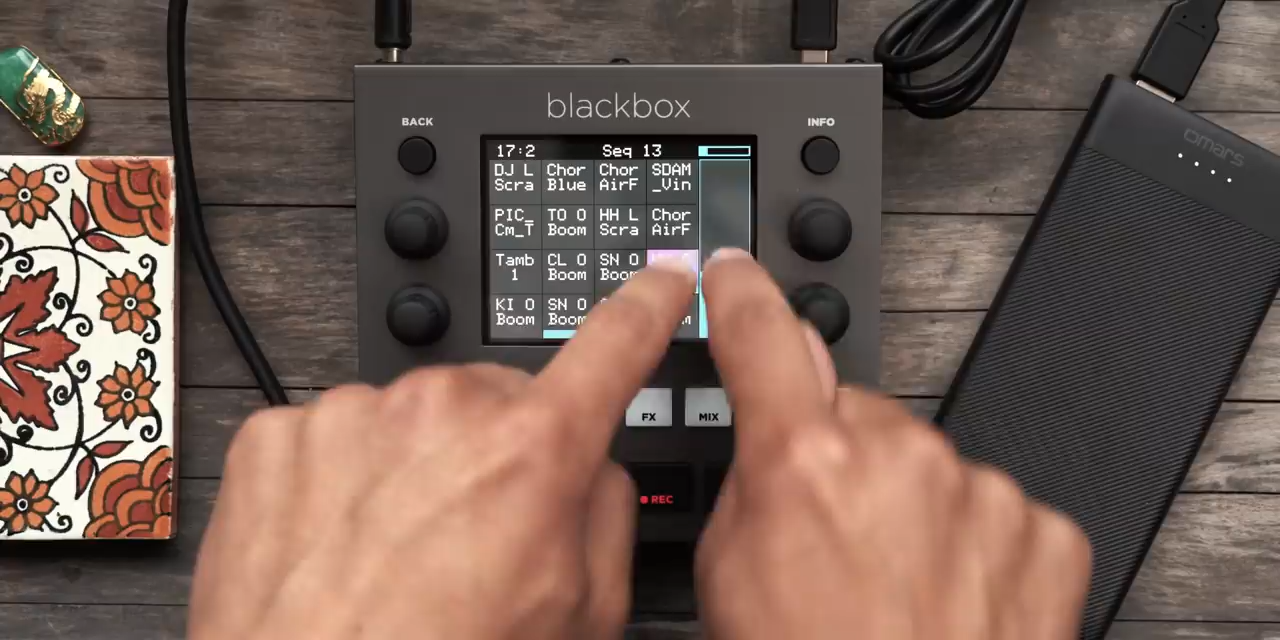 blackbox
BACK
INFO
17:2 Seq 13
DJ L Chor Chor SDAM
Scra Blue AirF _Vin
PIC_ TO O HH L Chor
Cm_T Boom Scra AirF
Tamb CL O SN O
1 Boom Boom
KI O SN O
Boom Boom
FX
MIX
REC
omars